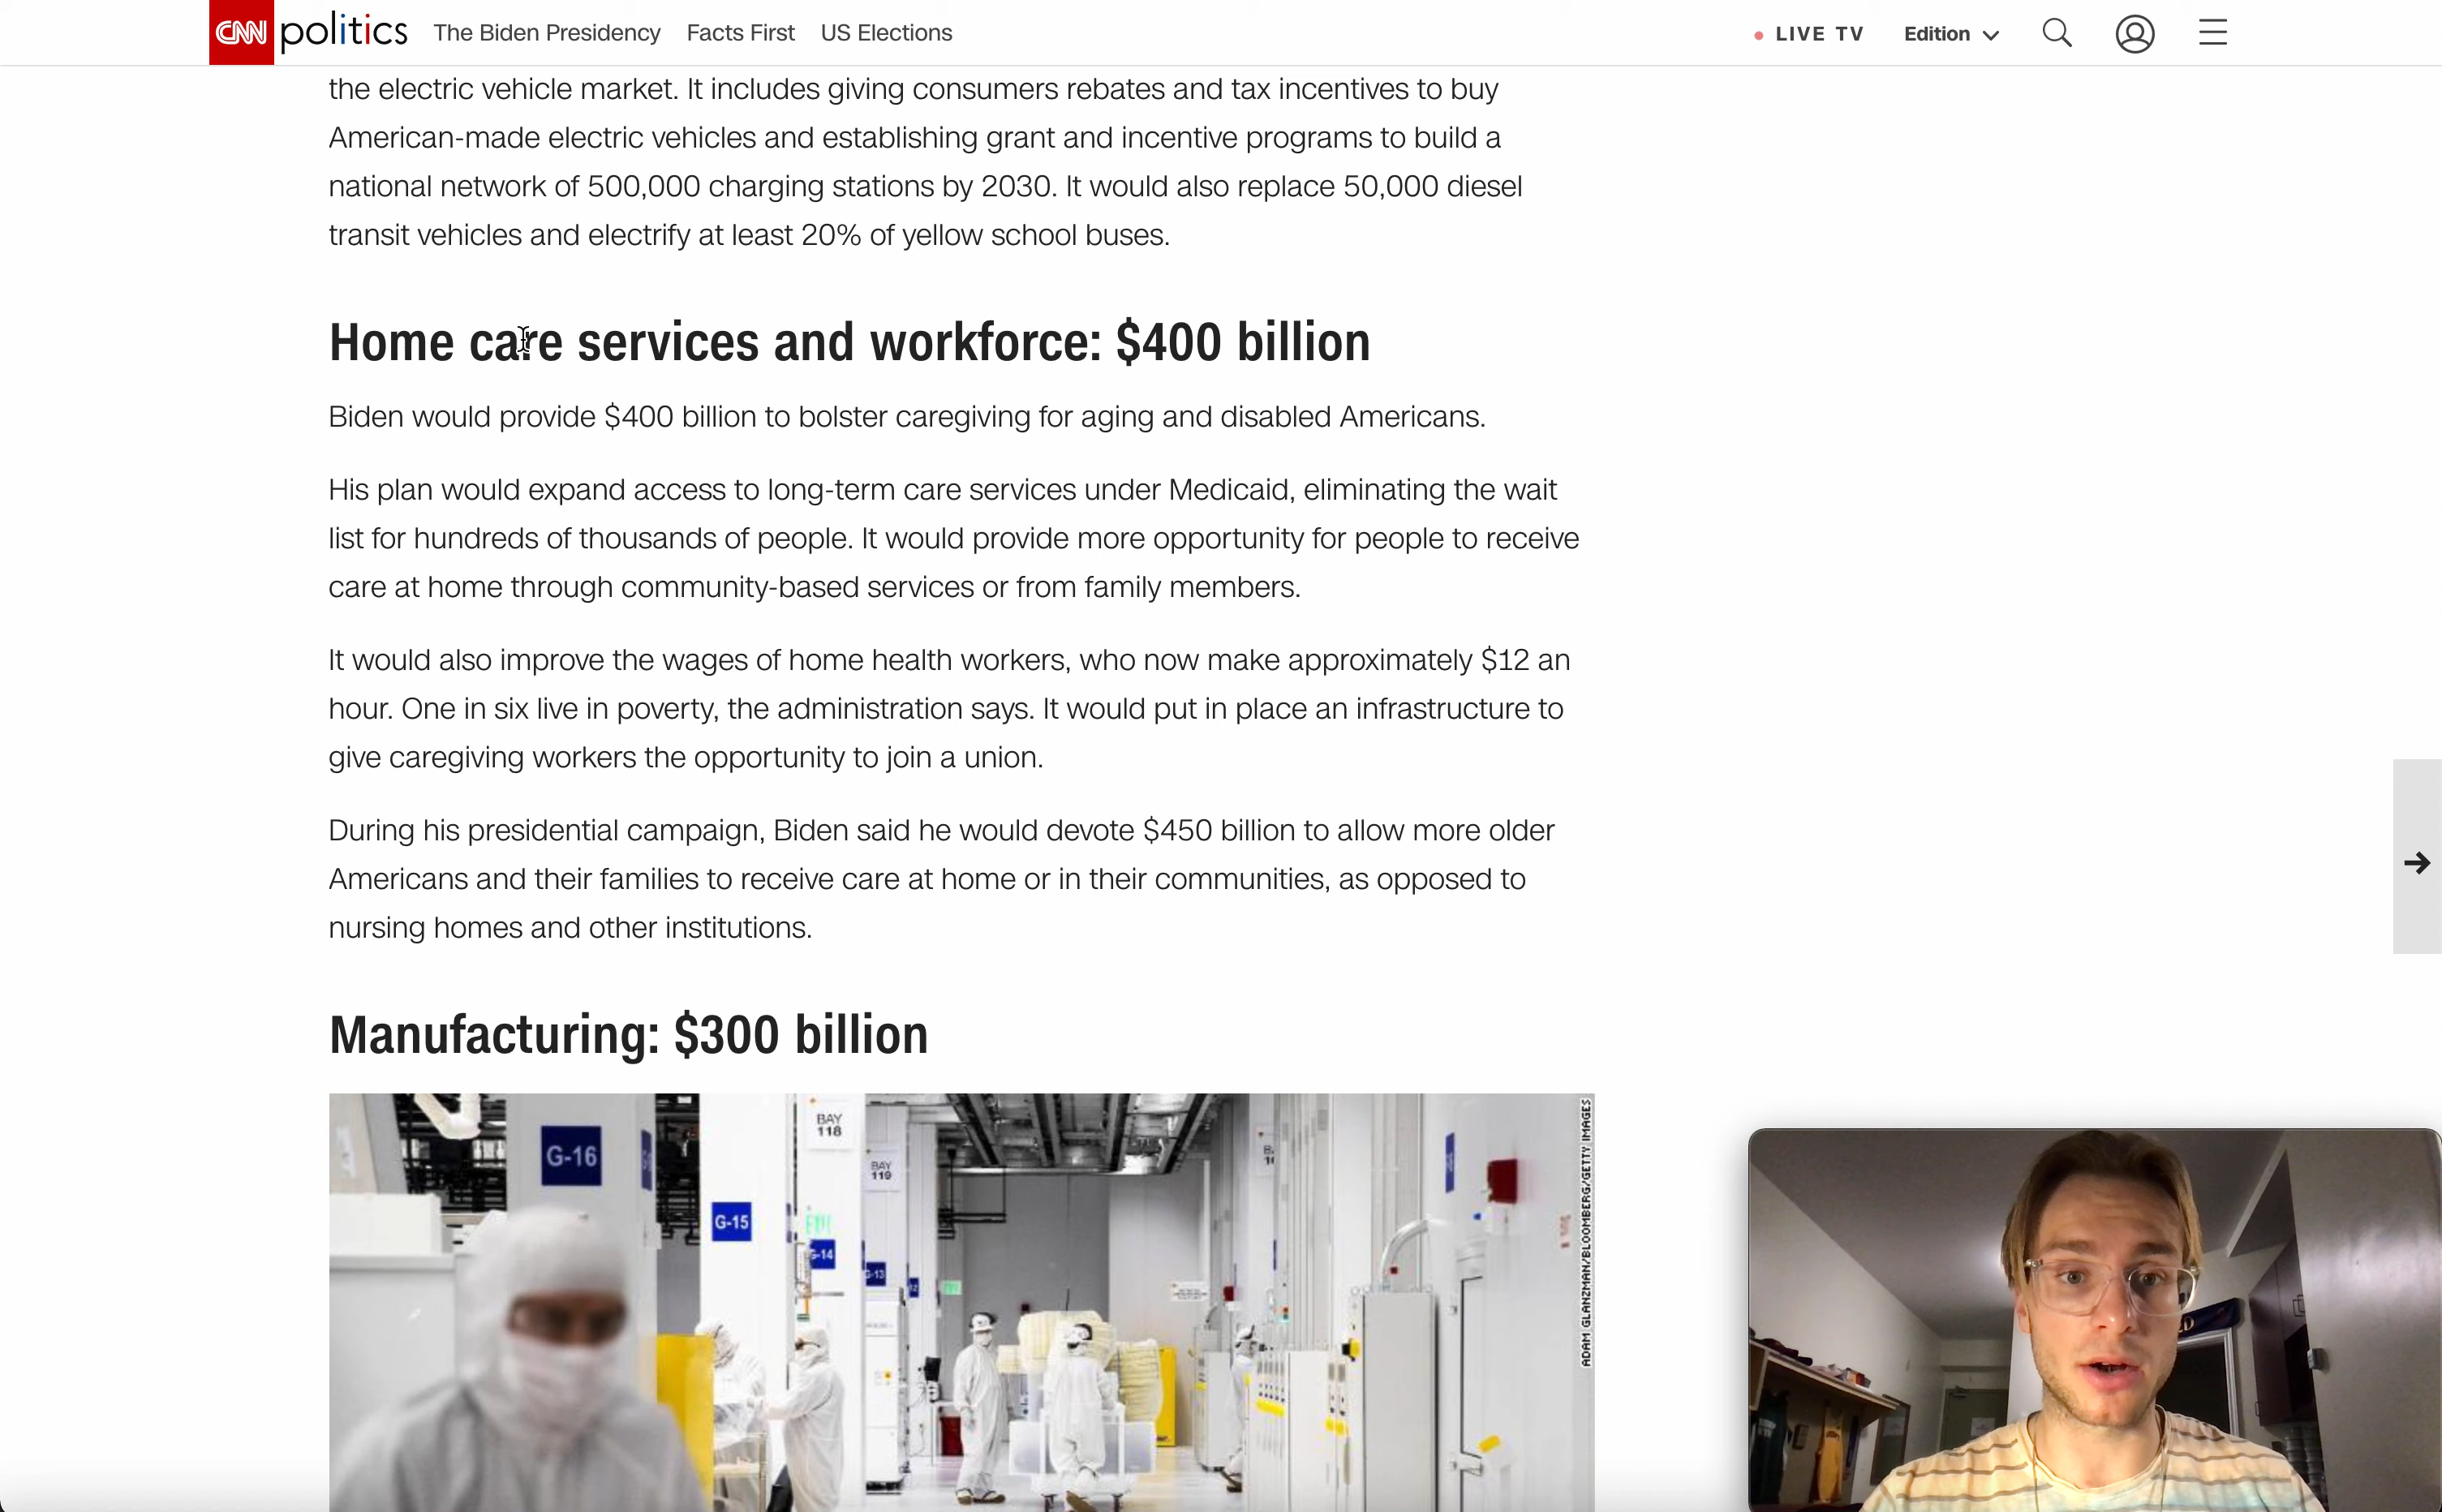 CNN politics The Biden Presidency Facts First US Elections LIVE TV Edition
the electric vehicle market. It includes giving consumers rebates and tax incentives to buy
American-made electric vehicles and establishing grant and incentive programs to build a
national network of 500,000 charging stations by 2030. It would also replace 50,000 diesel
transit vehicles and electrify at least 20% of yellow school buses.
Home care services and workforce: $400 billion
Biden would provide $400 billion to bolster caregiving for aging and disabled Americans.
His plan would expand access to long-term care services under Medicaid, eliminating the wait
list for hundreds of thousands of people. It would provide more opportunity for people to receive
care at home through community-based services or from family members.
It would also improve the wages of home health workers, who now make approximately $12 an
hour. One in six live in poverty, the administration says. It would put in place an infrastructure to
give caregiving workers the opportunity to join a union.
During his presidential campaign, Biden said he would devote $450 billion to allow more older
Americans and their families to receive care at home or in their communities, as opposed to
nursing homes and other institutions.
Manufacturing: $300 billion
BAY
118
G-16
BAY
119
G-15
EXIT
G-14
G-13
ADAM GLANZMAN/BLOOMBERG/GETTY IMAGES